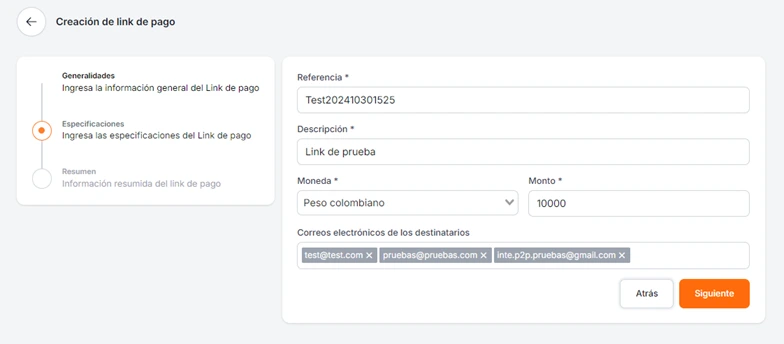 Creación de link de pago
Generalidades
Ingresa la información general del Link de pago
Especificaciones
Ingresa las especificaciones del Link de pago
Resumen
Información resumida del link de pago
Referencia *
Test202410301525
Descripción *
Link de prueba
Moneda *
Monto *
Peso colombiano
10000
Correos electrónicos de los destinatarios
test@test.com ✕ pruebas@pruebas.com ✕ inte.p2p.pruebas@gmail.com ✕
Atrás
Siguiente